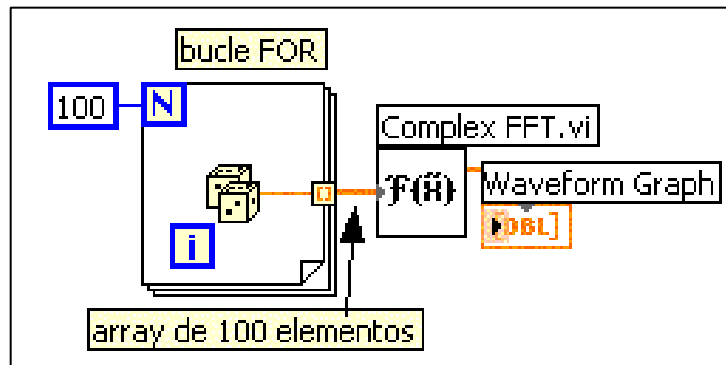 bucle FOR
100
N
Complex FFT.vi
F(x)
Waveform Graph
DBL]
i
array de 100 elementos